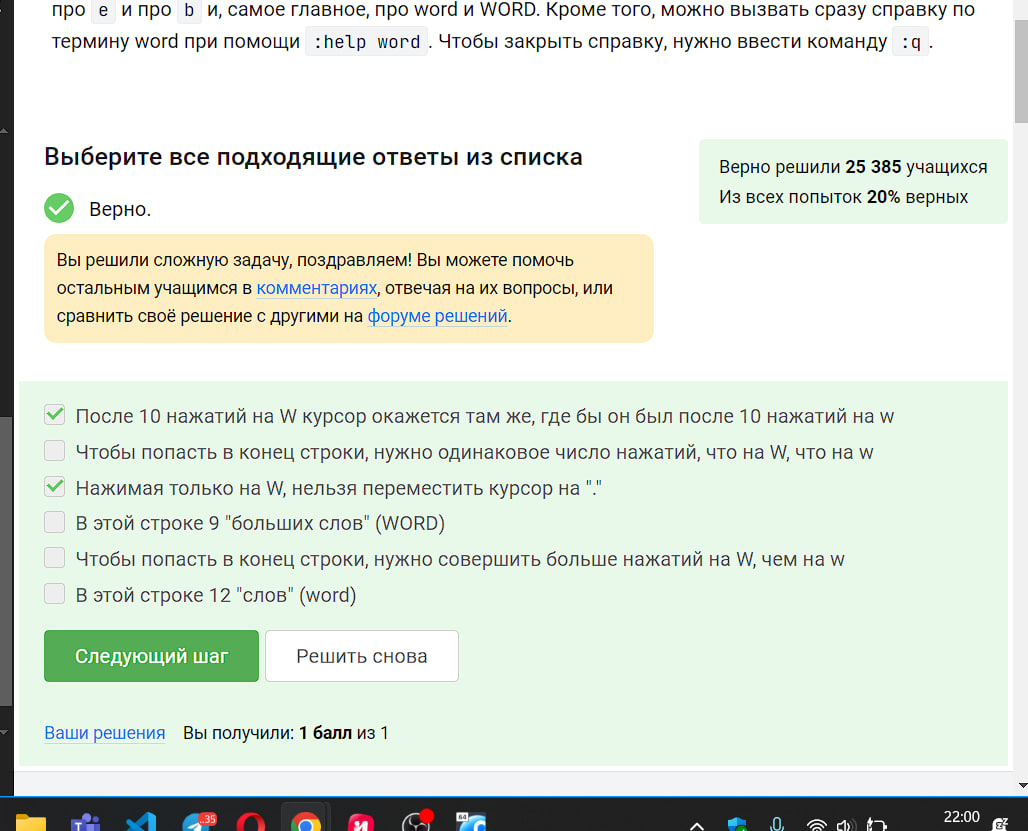 про e и про b и, самое главное, про word и WORD. Кроме того, можно вызвать сразу справку по
термину word при помощи :help word. Чтобы закрыть справку, нужно ввести команду :q.
Выберите все подходящие ответы из списка
Верно решили 25 385 учащихся
Из всех попыток 20% верных
Верно.
Вы решили сложную задачу, поздравляем! Вы можете помочь
остальным учащимся в комментариях, отвечая на их вопросы, или
сравнить своё решение с другими на форуме решений.
После 10 нажатий на W курсор окажется там же, где бы он был после 10 нажатий на w
Чтобы попасть в конец строки, нужно одинаковое число нажатий, что на W, что на w
Нажимая только на W, нельзя переместить курсор на "."
В этой строке 9 "больших слов" (WORD)
Чтобы попасть в конец строки, нужно совершить больше нажатий на W, чем на w
В этой строке 12 "слов" (word)
Следующий шаг
Решить снова
Ваши решения Вы получили: 1 балл из 1
35
64
22:00